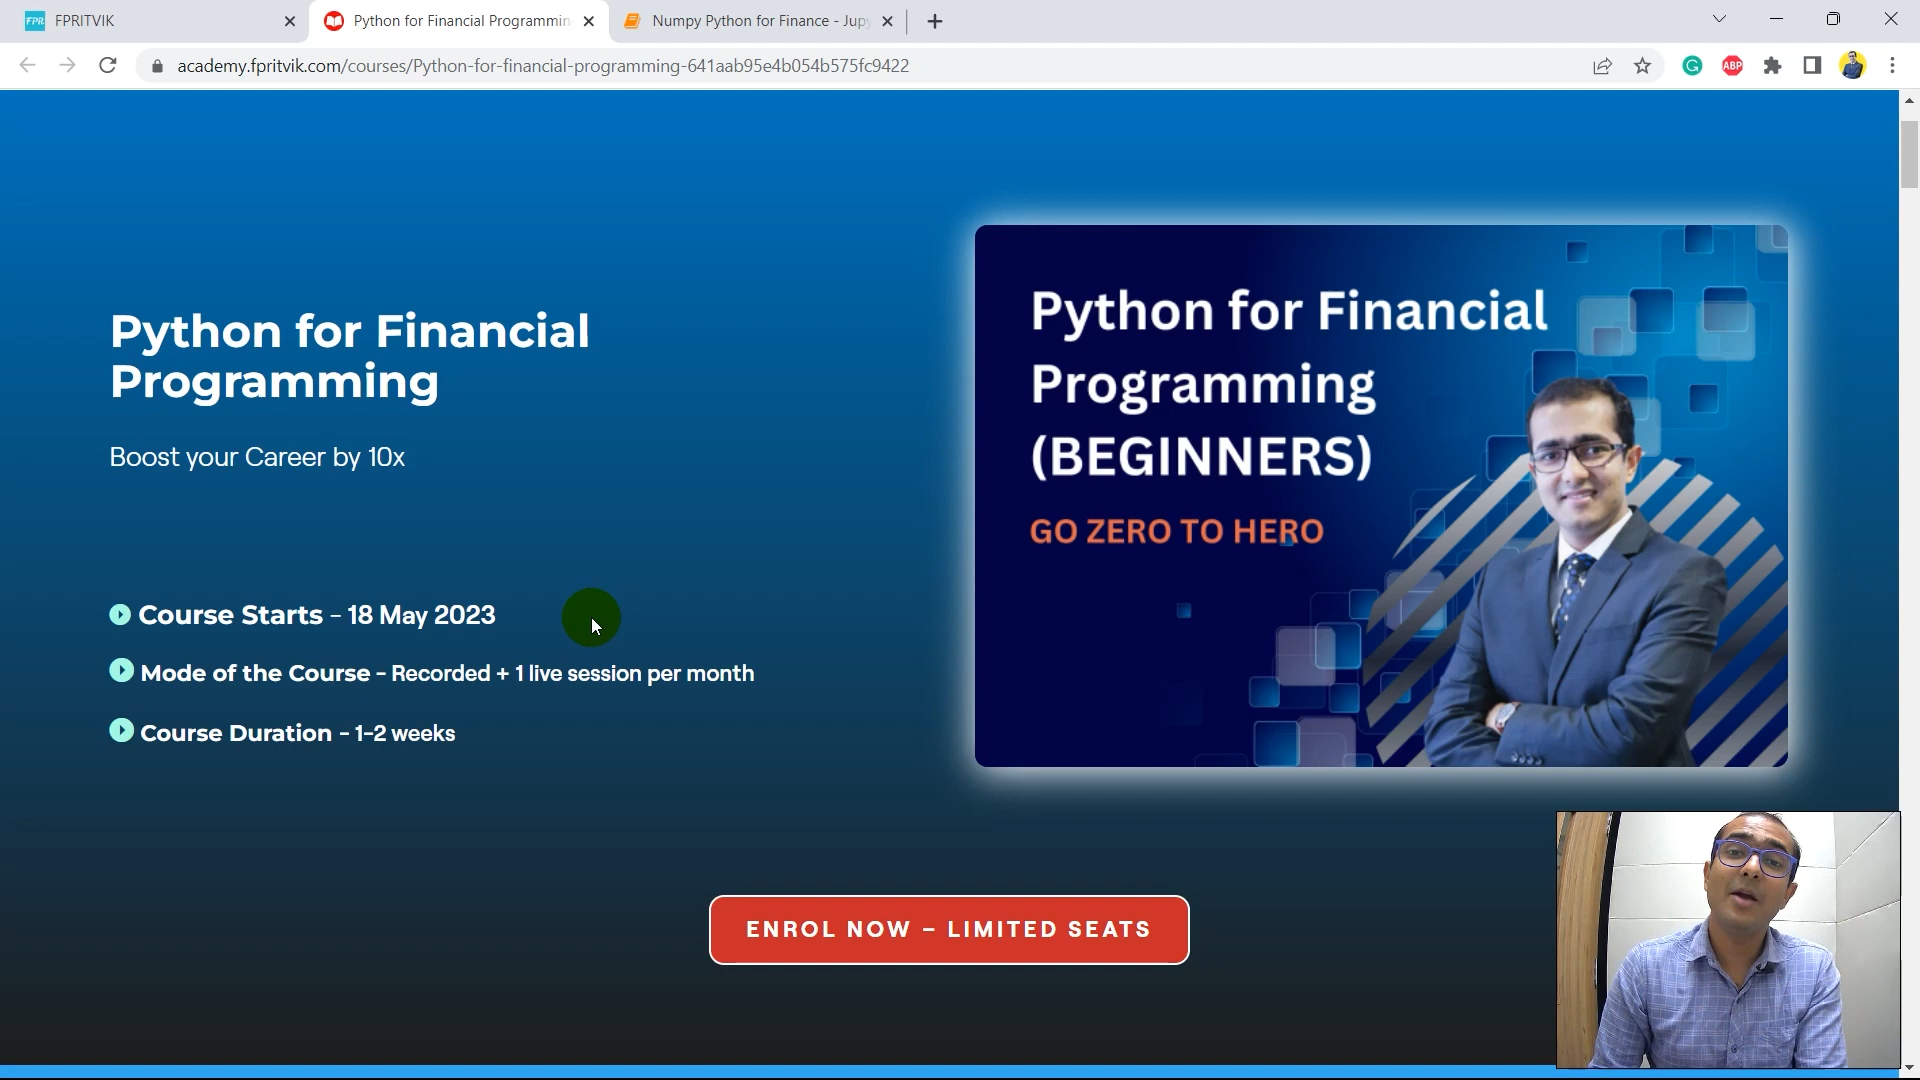 FPR FPRITVIK
Python for Financial Programmin
Numpy Python for Finance - Jupy
academy.fpritvik.com/courses/Python-for-financial-programming-641aab95e4b054b575fc9422
G
ABP
Python for Financial
Programming
Boost your Career by 10x
Course Starts - 18 May 2023
Mode of the Course - Recorded + 1 live session per month
Course Duration - 1-2 weeks
Python for Financial
Programming
(BEGINNERS)
GO ZERO TO HERO
ENROL NOW – LIMITED SEATS